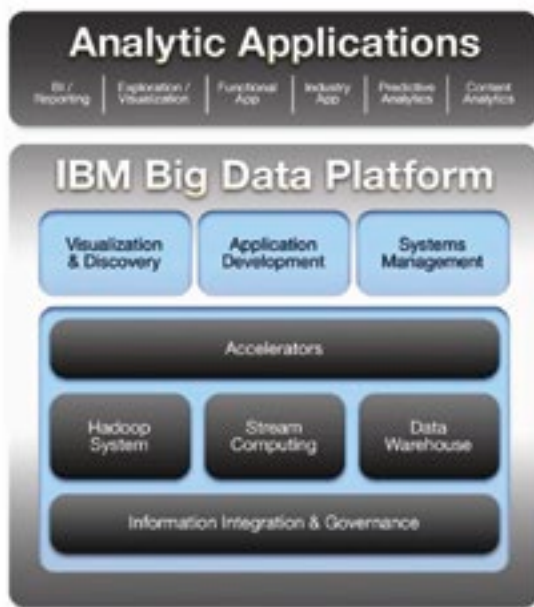 Analytic Applications
BI / Exploration / Functional Industry Predictive Content
Reporting Visualization App App Analytics Analytics
IBM Big Data Platform
Visualization Application Systems
& Discovery Development Management
Accelerators
Hadoop Stream Data
System Computing Warehouse
Information Integration & Governance